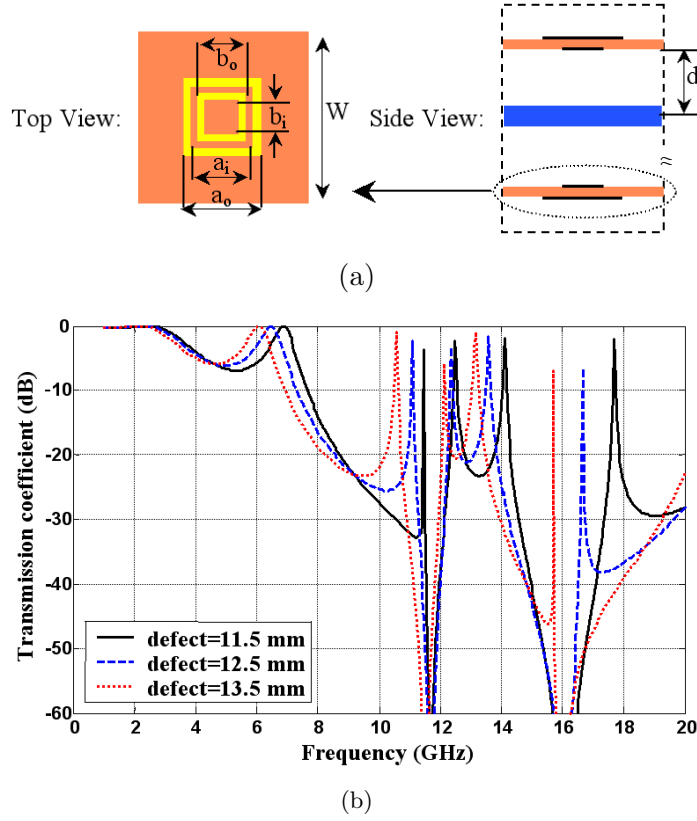 Top View:
b_o
b_i
a_i
a_o
W
Side View:
d
≈
(a)
Transmission coefficient (dB)
0
-10
-20
-30
-40
-50
-60
defect=11.5 mm
defect=12.5 mm
defect=13.5 mm
0 2 4 6 8 10 12 14 16 18 20
Frequency (GHz)
(b)